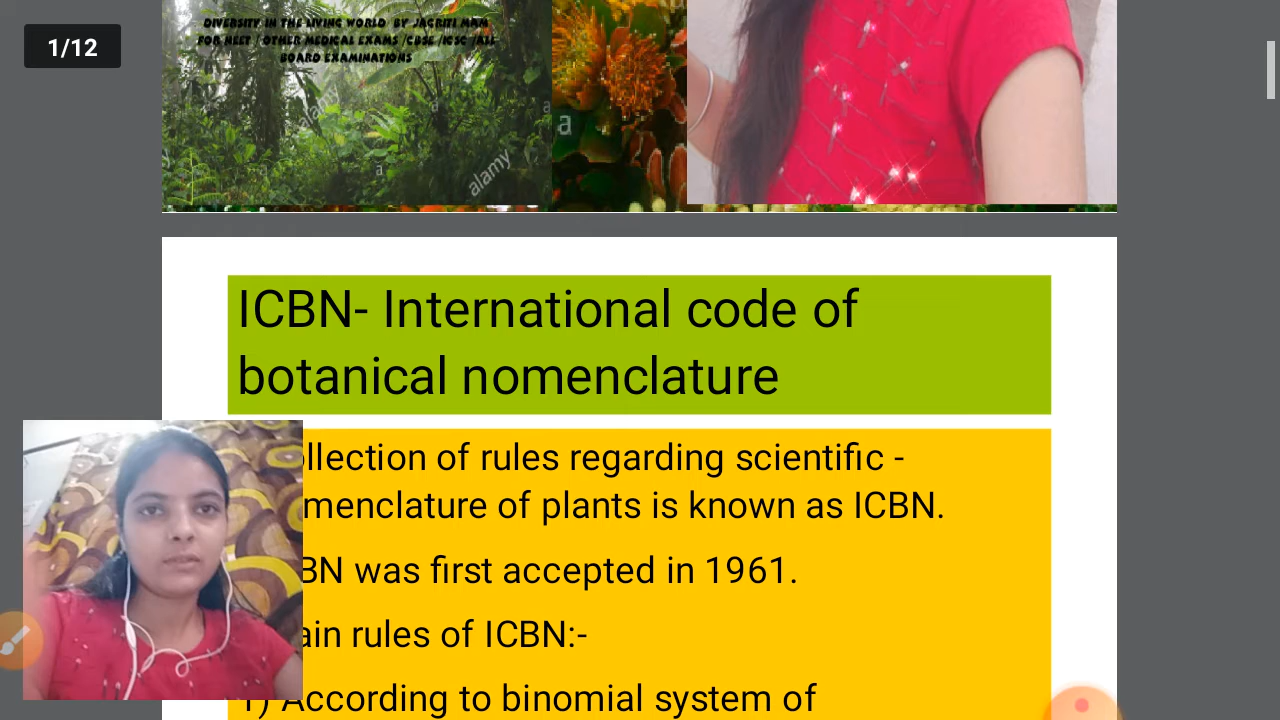 1/12
DIVERSITY IN THE LIVING WORLD BY JAGRITI MAM
FOR NEET / OTHER MEDICAL EXAMS /CBSE /ICSC /ALL
BOARD EXAMINATIONS
a
alamy
a
a
a
alamy
a
ICBN- International code of
botanical nomenclature
ollection of rules regarding scientific -
menclature of plants is known as ICBN.
BN was first accepted in 1961.
ain rules of ICBN:-
1) According to binomial system of